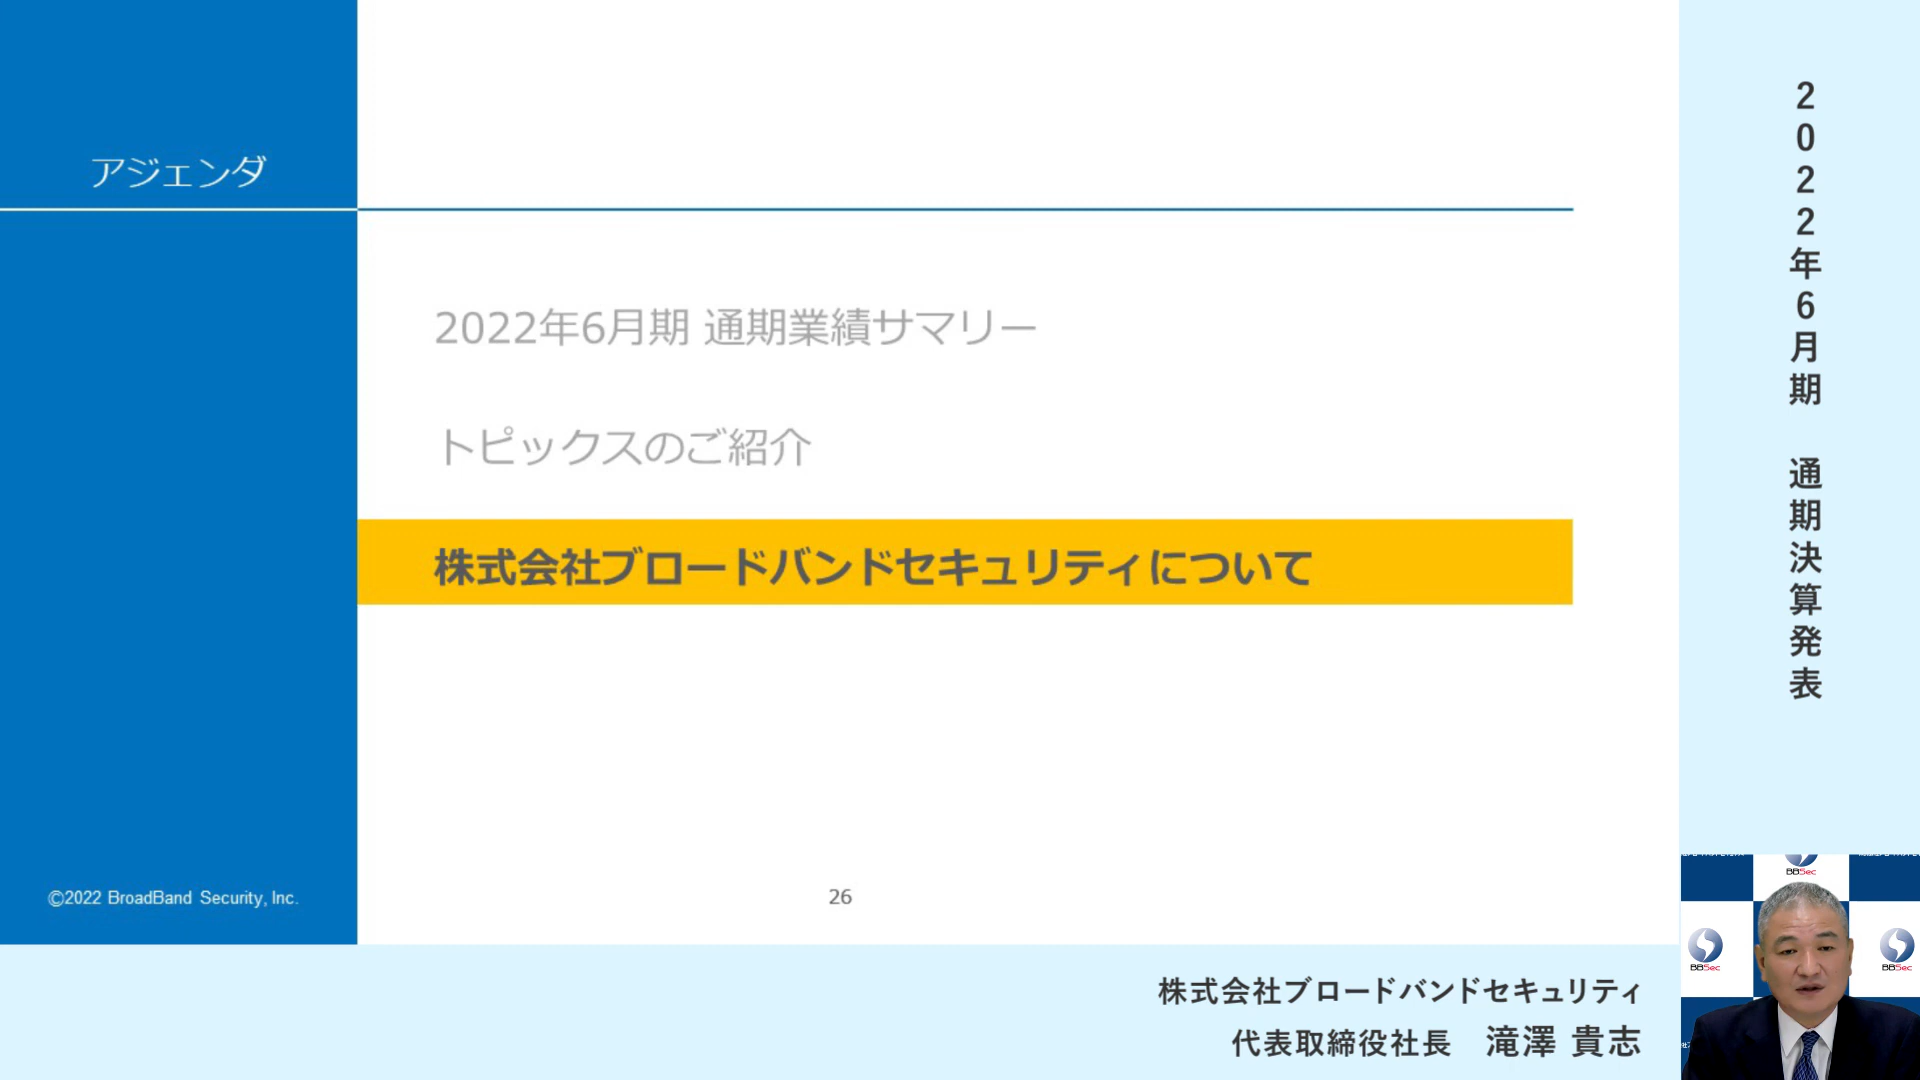 アジェンダ
2022年6月期 通期業績サマリー
トピックスのご紹介
株式会社ブロードバンドセキュリティについて
©2022 BroadBand Security, Inc.
26
2022年6月期 通期決算発表
株式会社ブロードバンドセキュリティ
代表取締役社長 滝澤 貴志
BBSec
BBSec
BBSec